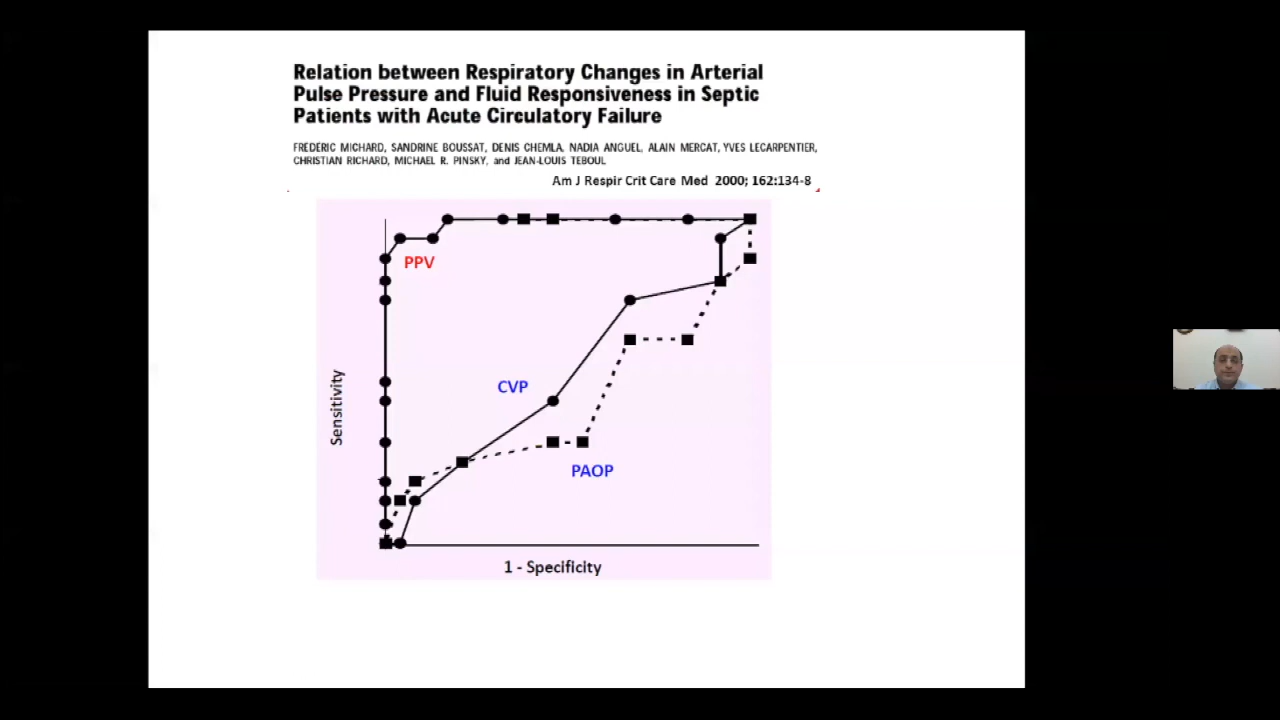 Relation between Respiratory Changes in Arterial
Pulse Pressure and Fluid Responsiveness in Septic
Patients with Acute Circulatory Failure
FREDERIC MICHARD, SANDRINE BOUSSAT, DENIS CHEMLA, NADIA ANGUEL, ALAIN MERCAT, YVES LECARPENTIER,
CHRISTIAN RICHARD, MICHAEL R. PINSKY, and JEAN-LOUIS TEBOUL
Am J Respir Crit Care Med 2000; 162:134-8
PPV
CVP
Sensitivity
PAOP
1 - Specificity